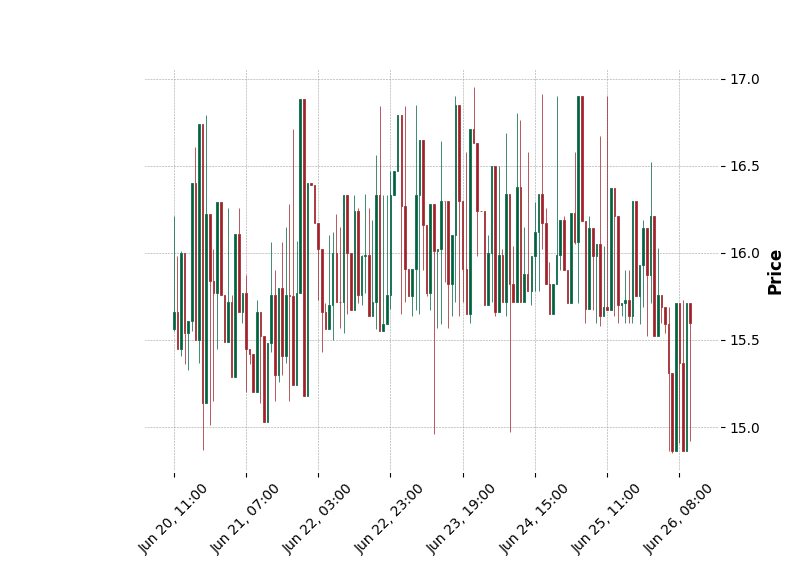 17.0
16.5
16.0
15.5
15.0
Price
Jun 20, 11:00
Jun 21, 07:00
Jun 22, 03:00
Jun 22, 23:00
Jun 23, 19:00
Jun 24, 15:00
Jun 25, 11:00
Jun 26, 08:00